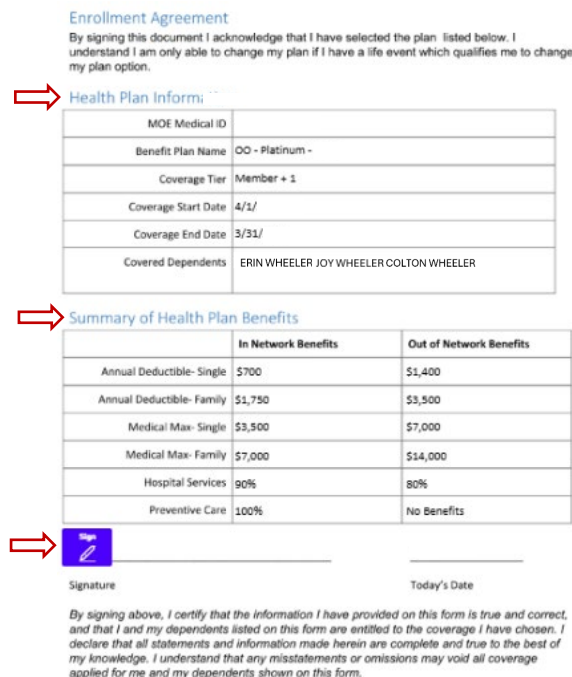 Enrollment Agreement
By signing this document I acknowledge that I have selected the plan listed below. I
understand I am only able to change my plan if I have a life event which qualifies me to change
my plan option.
Health Plan Inform
MOE Medical ID
Benefit Plan Name OO - Platinum -
Coverage Tier Member + 1
Coverage Start Date 4/1/
Coverage End Date 3/31/
Covered Dependents ERIN WHEELER JOY WHEELER COLTON WHEELER
Summary of Health Plan Benefits
In Network Benefits Out of Network Benefits
Annual Deductible- Single $700 $1,400
Annual Deductible- Family $1,750 $3,500
Medical Max- Single $3,500 $7,000
Medical Max- Family $7,000 $14,000
Hospital Services 90% 80%
Preventive Care 100% No Benefits
Sign
Signature Today's Date
By signing above, I certify that the information I have provided on this form is true and correct,
and that I and my dependents listed on this form are entitled to the coverage I have chosen. I
declare that all statements and information made herein are complete and true to the best of
my knowledge. I understand that any misstatements or omissions may void all coverage
applied for me and my dependents shown on this form.